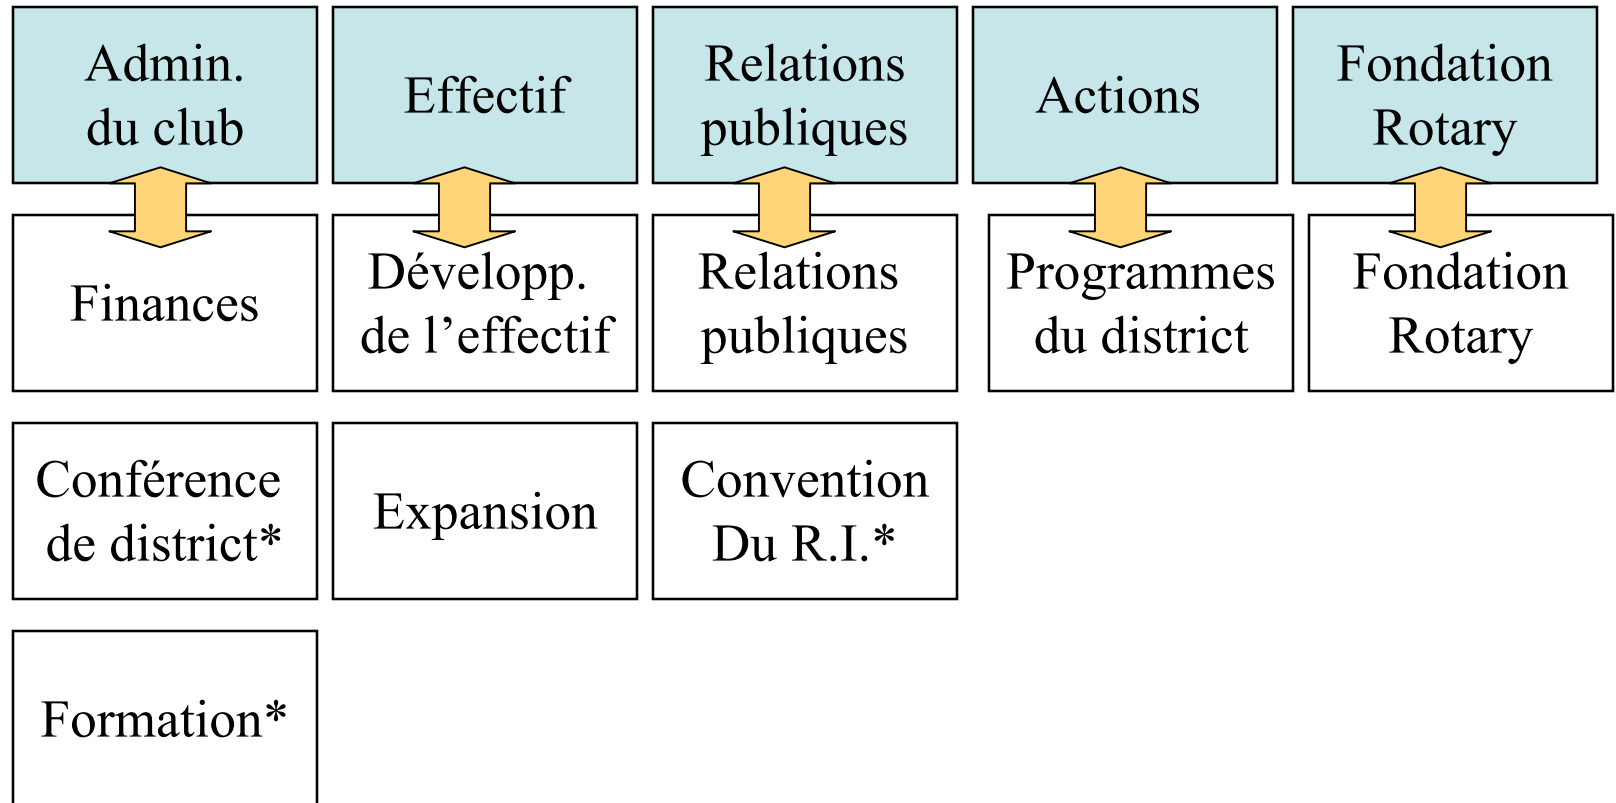 Admin.
du club
Effectif
Relations
publiques
Actions
Fondation
Rotary
Finances
Développ.
de l’effectif
Relations
publiques
Programmes
du district
Fondation
Rotary
Conférence
de district*
Expansion
Convention
Du R.I.*
Formation*